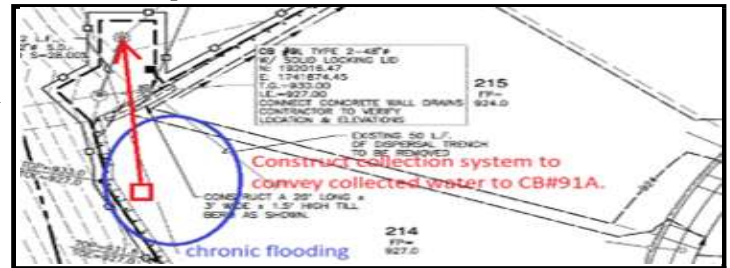 CB #9L TYPE 2-48"ø
W/ SOLID LOCKING LID
N: 192016.47
E: 1741874.45
T.G.=933.00
I.E.=927.00
CONNECT CONCRETE WALL DRAINS
CONTRACTOR TO VERIFY
LOCATION & ELEVATIONS
215
FP=
924.0
EXISTING 50 L.F.
OF DISPERSAL TRENCH
TO BE REMOVED
Construct collection system to
convey collected water to CB#91A.
CONSTRUCT A 20' LONG x
3' WIDE x 1.5' HIGH TILL
BERM AS SHOWN.
chronic flooding
214
FP=
927.0